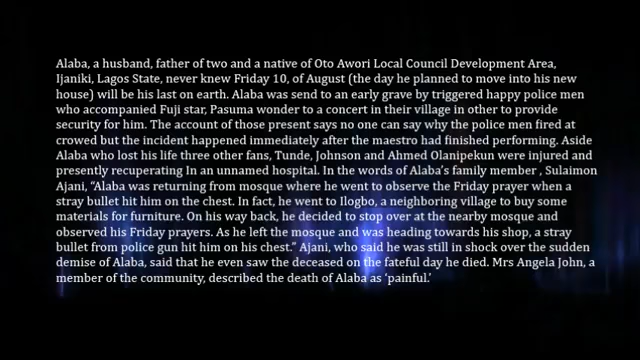 Alaba, a husband, father of two and a native of Oto Awori Local Council Development Area,
Ijaniki, Lagos State, never knew Friday 10, of August (the day he planned to move into his new
house) will be his last on earth. Alaba was send to an early grave by triggered happy police men
who accompanied Fuji star, Pasuma wonder to a concert in their village in other to provide
security for him. The account of those present says no one can say why the police men fired at
crowed but the incident happened immediately after the maestro had finished performing. Aside
Alaba who lost his life three other fans, Tunde, Johnson and Ahmed Olanipekun were injured and
presently recuperating In an unnamed hospital. In the words of Alaba's family member , Sulaimon
Ajani, “Alaba was returning from mosque where he went to observe the Friday prayer when a
stray bullet hit him on the chest. In fact, he went to Ilogbo, a neighboring village to buy some
materials for furniture. On his way back, he decided to stop over at the nearby mosque and
observed his Friday prayers. As he left the mosque and was heading towards his shop, a stray
bullet from police gun hit him on his chest.” Ajani, who said he was still in shock over the sudden
demise of Alaba, said that he even saw the deceased on the fateful day he died. Mrs Angela John, a
member of the community, described the death of Alaba as ‘painful.’